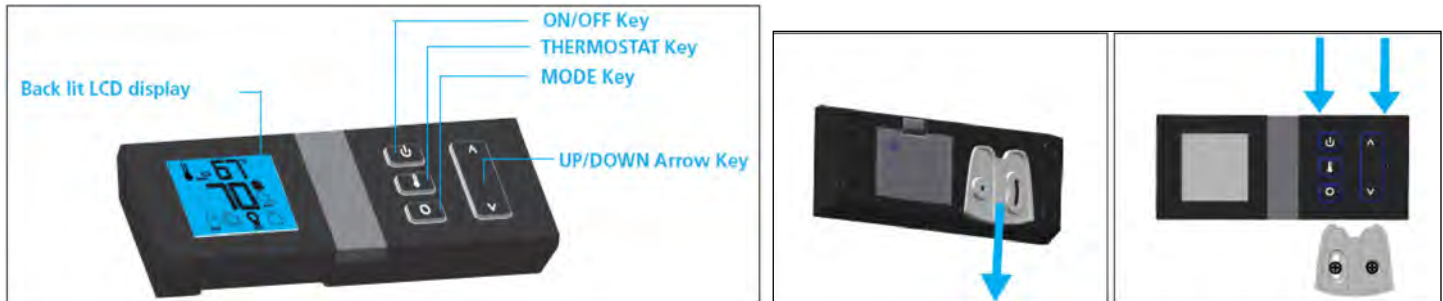 ON/OFF Key
THERMOSTAT Key
MODE Key
Back lit LCD display
UP/DOWN Arrow Key
67
70